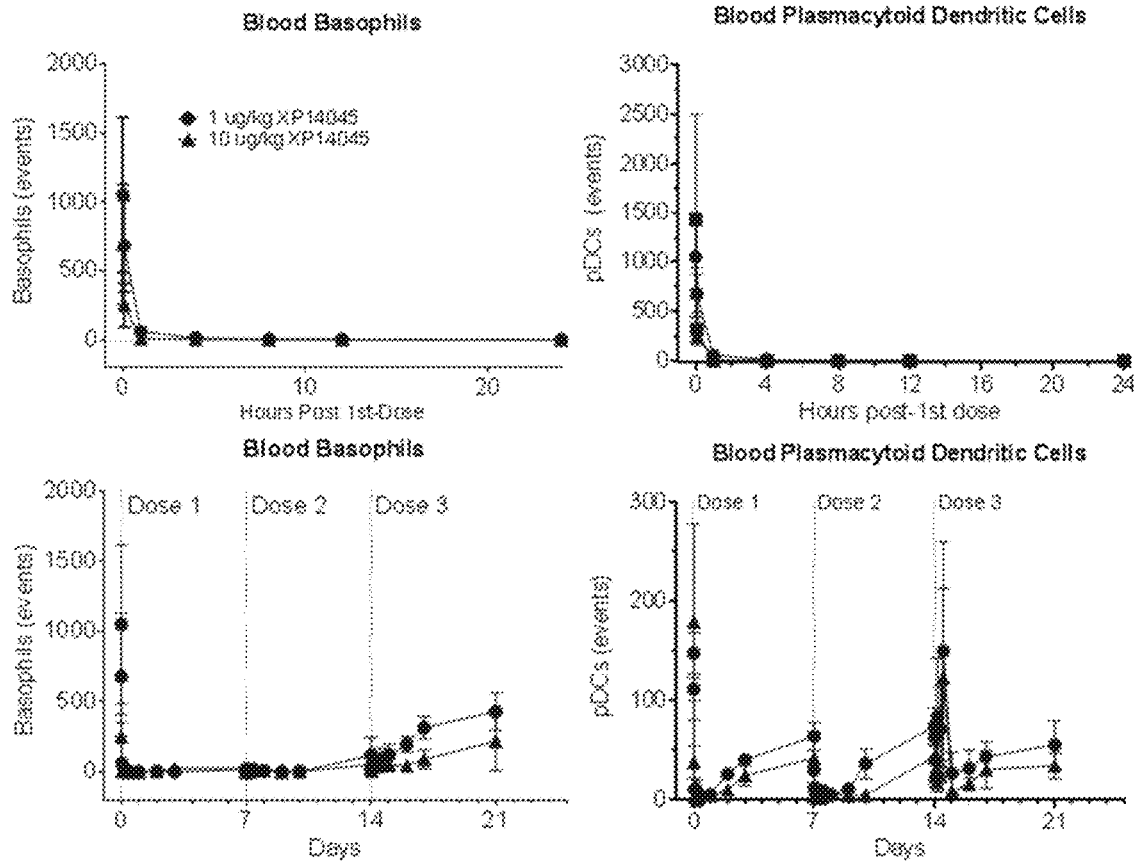 Blood Basophils
2000
1500
1000
500
0
Basophils (events)
1 ug/kg XP14045
10 ug/kg XP14045
0 10 20
Hours Post 1st-Dose
Blood Plasmacytoid Dendritic Cells
3000
2500
2000
1500
1000
500
0
pDCs (events)
0 4 8 12 16 20 24
Hours post-1st dose
Blood Basophils
2000
1500
1000
500
0
Basophils (events)
Dose 1 Dose 2 Dose 3
0 7 14 21
Days
Blood Plasmacytoid Dendritic Cells
300
200
100
0
pDCs (events)
Dose 1 Dose 2 Dose 3
0 7 14 21
Days